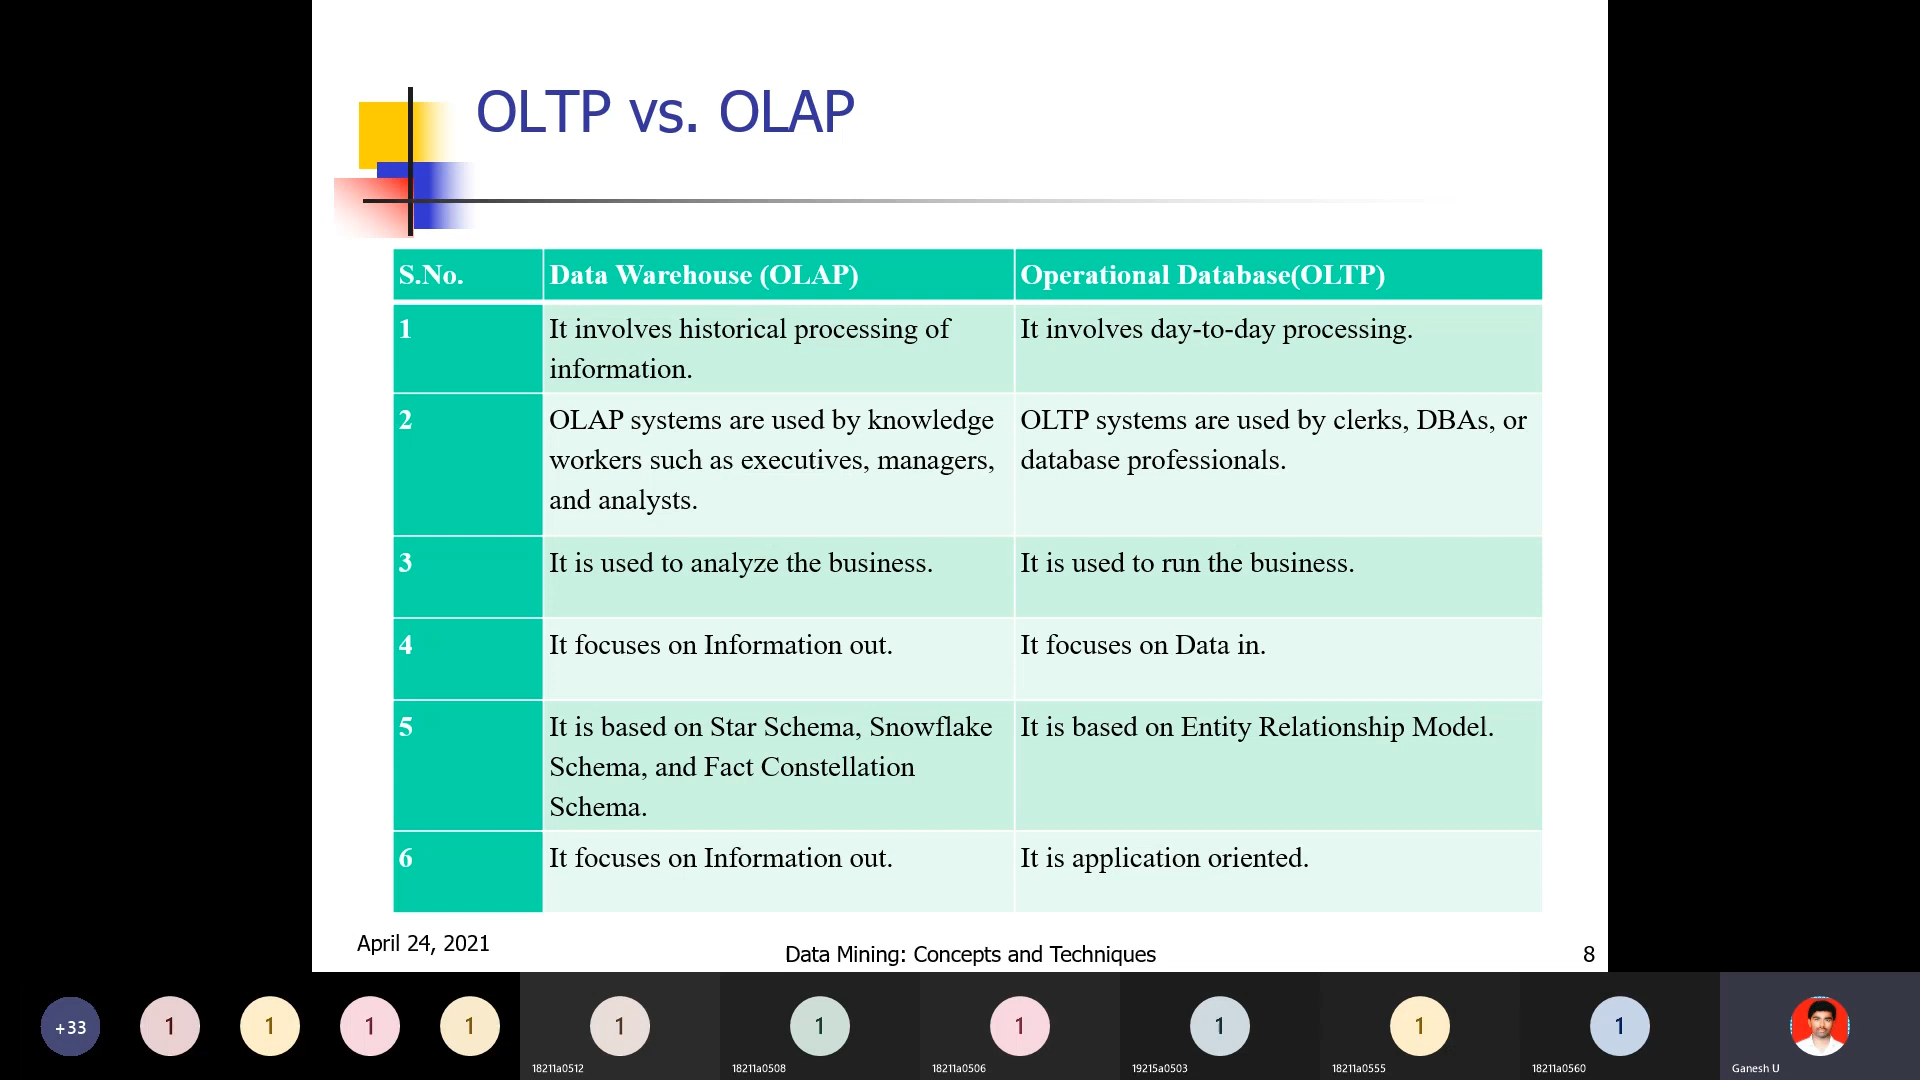 OLTP vs. OLAP
S.No. Data Warehouse (OLAP) Operational Database(OLTP)
1 It involves historical processing of information. It involves day-to-day processing.
2 OLAP systems are used by knowledge workers such as executives, managers, and analysts. OLTP systems are used by clerks, DBAs, or database professionals.
3 It is used to analyze the business. It is used to run the business.
4 It focuses on Information out. It focuses on Data in.
5 It is based on Star Schema, Snowflake Schema, and Fact Constellation Schema. It is based on Entity Relationship Model.
6 It focuses on Information out. It is application oriented.
April 24, 2021
Data Mining: Concepts and Techniques
8
+33 1 1 1 1 1 1 1 1 1 1
18211a0512 18211a0508 18211a0506 19215a0503 18211a0555 18211a0560 Ganesh U